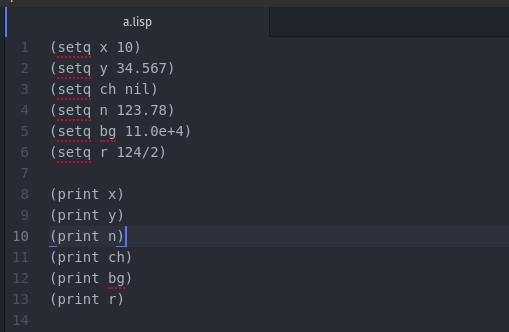 a.lisp
1 (setq x 10)
2 (setq y 34.567)
3 (setq ch nil)
4 (setq n 123.78)
5 (setq bg 11.0e+4)
6 (setq r 124/2)
7
8 (print x)
9 (print y)
10 (print n)
11 (print ch)
12 (print bg)
13 (print r)
14